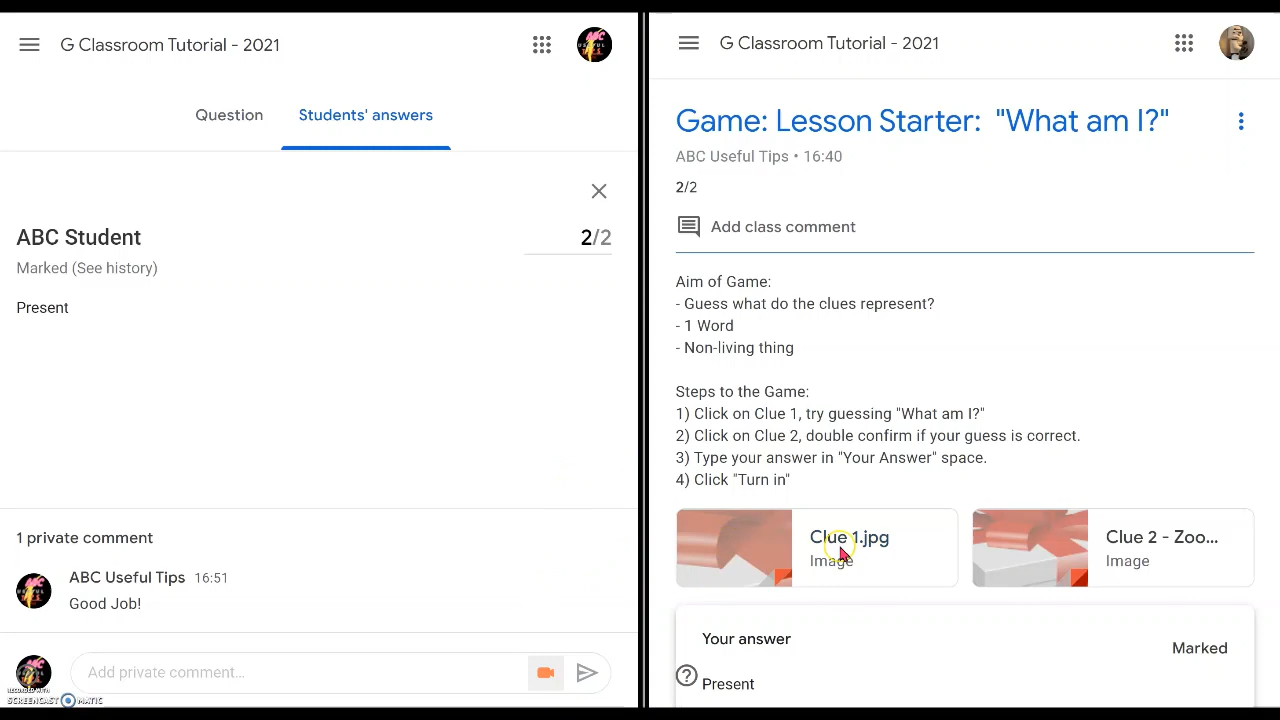 G Classroom Tutorial - 2021
Question
Students' answers
ABC Student
2/2
Marked (See history)
Present
1 private comment
ABC Useful Tips 16:51
Good Job!
Add private comment...
RECORDED WITH
SCREENCAST MATIC
G Classroom Tutorial - 2021
Game: Lesson Starter: "What am I?"
ABC Useful Tips • 16:40
2/2
Add class comment
Aim of Game:
- Guess what do the clues represent?
- 1 Word
- Non-living thing
Steps to the Game:
1) Click on Clue 1, try guessing "What am I?"
2) Click on Clue 2, double confirm if your guess is correct.
3) Type your answer in "Your Answer" space.
4) Click "Turn in"
Clue 1.jpg
Image
Clue 2 - Zoo...
Image
Your answer
Marked
Present